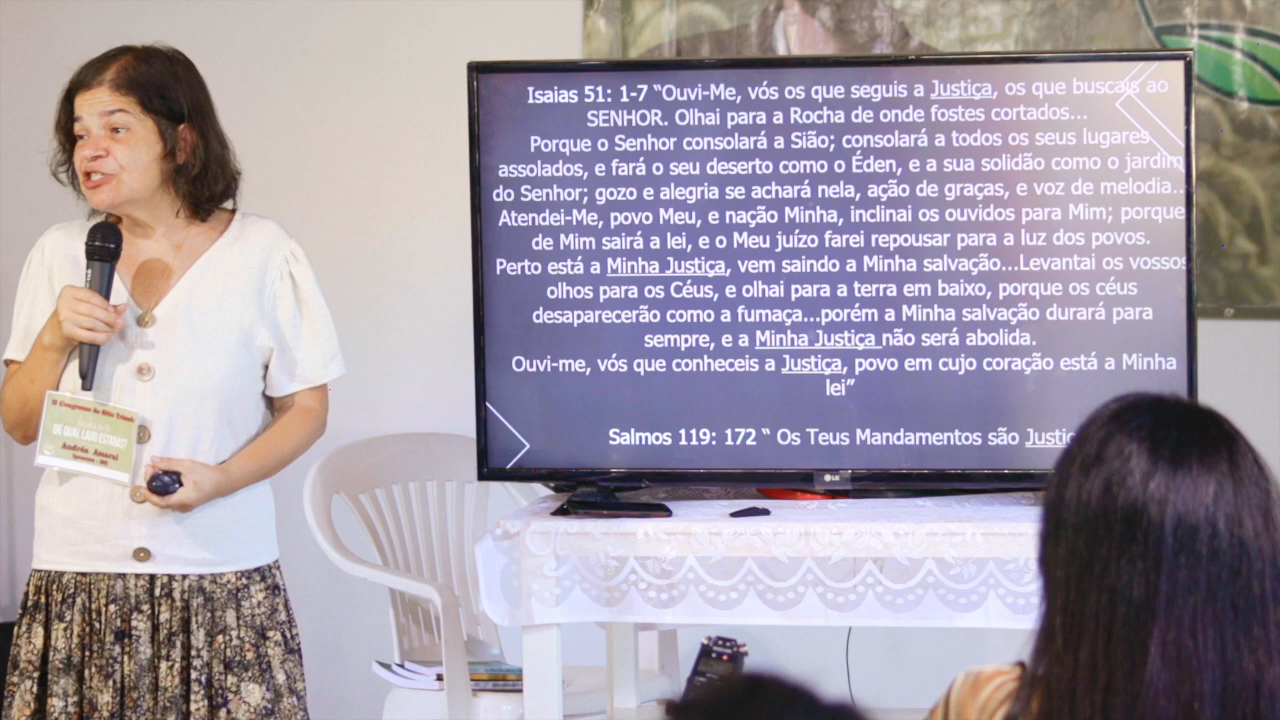 Isaias 51: 1-7 “Ouvi-Me, vós os que seguis a Justiça, os que buscais ao
SENHOR. Olhai para a Rocha de onde fostes cortados...
Porque o Senhor consolará a Sião; consolará a todos os seus lugares
assolados, e fará o seu deserto como o Éden, e a sua solidão como o jardim
do Senhor; gozo e alegria se achará nela, ação de graças, e voz de melodia..
Atendei-Me, povo Meu, e nação Minha, inclinai os ouvidos para Mim; porque
de Mim sairá a lei, e o Meu juízo farei repousar para a luz dos povos.
Perto está a Minha Justiça, vem saindo a Minha salvação...Levantai os vossos
olhos para os Céus, e olhai para a terra em baixo, porque os céus
desaparecerão como a fumaça...porém a Minha salvação durará para
sempre, e a Minha Justiça não será abolida.
Ouvi-me, vós que conheceis a Justiça, povo em cujo coração está a Minha
lei”
Salmos 119: 172 “ Os Teus Mandamentos são Justiç
LG
II Congresso do Sítio
DE QUAL LADO ESTARÁS?
Andréa Amaral